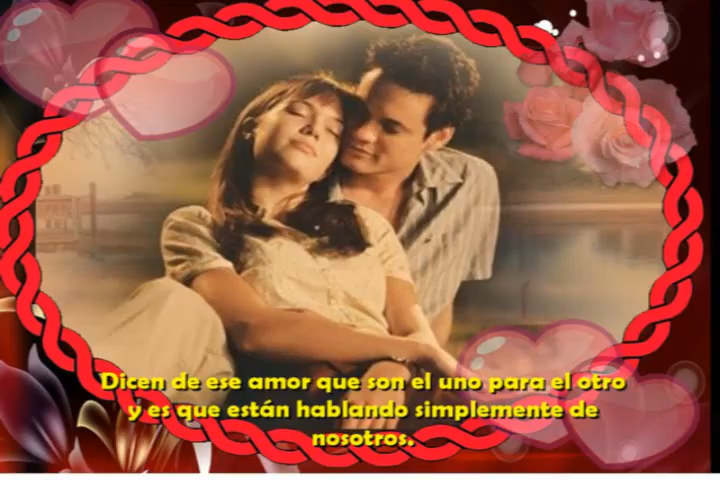 Dicen de ese amor que son el uno para el otro
y es que están hablando simplemente de
nosotros.